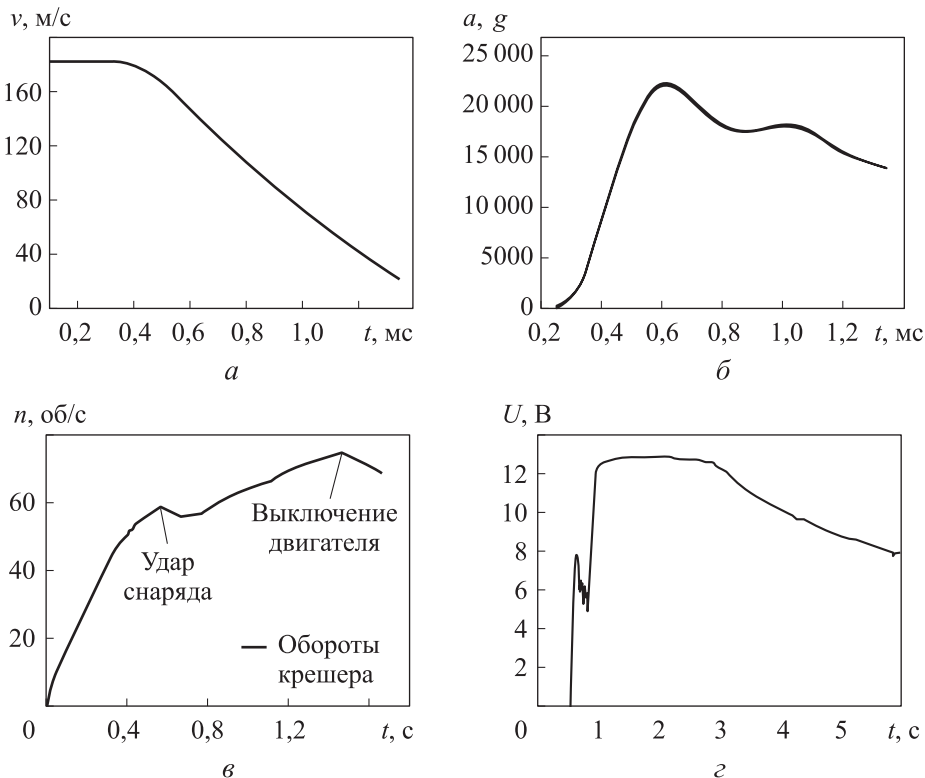 v, м/с
160
120
80
40
0
0,2 0,4 0,6 0,8 1,0 t, мс
а
a, g
25 000
20 000
15 000
10 000
5000
0
0,2 0,4 0,6 0,8 1,0 1,2 t, мс
б
n, об/с
60
40
20
0 0,4 0,8 1,2 t, с
Удар
снаряда
Выключение
двигателя
Обороты
крешера
в
U, В
12
10
8
6
4
2
0 1 2 3 4 5 t, с
г